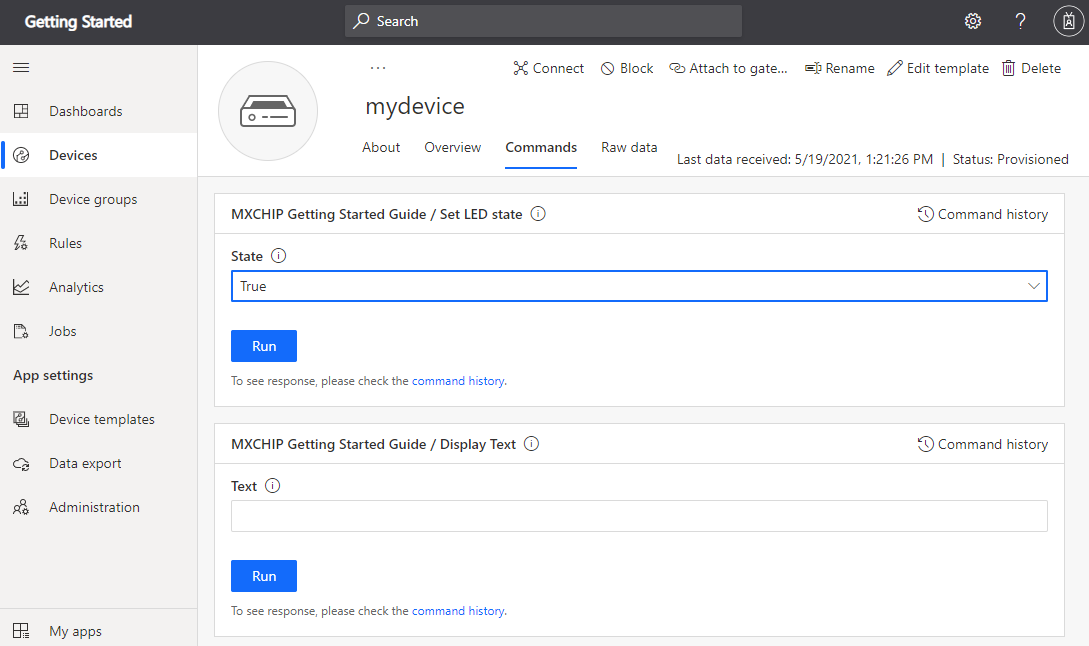 Getting Started
Search
Dashboards
Devices
Device groups
Rules
Analytics
Jobs
App settings
Device templates
Data export
Administration
My apps
...
Connect Block Attach to gate... Rename Edit template Delete
mydevice
About Overview Commands Raw data
Last data received: 5/19/2021, 1:21:26 PM | Status: Provisioned
MXCHIP Getting Started Guide / Set LED state Command history
State
True
Run
To see response, please check the command history.
MXCHIP Getting Started Guide / Display Text Command history
Text
Run
To see response, please check the command history.